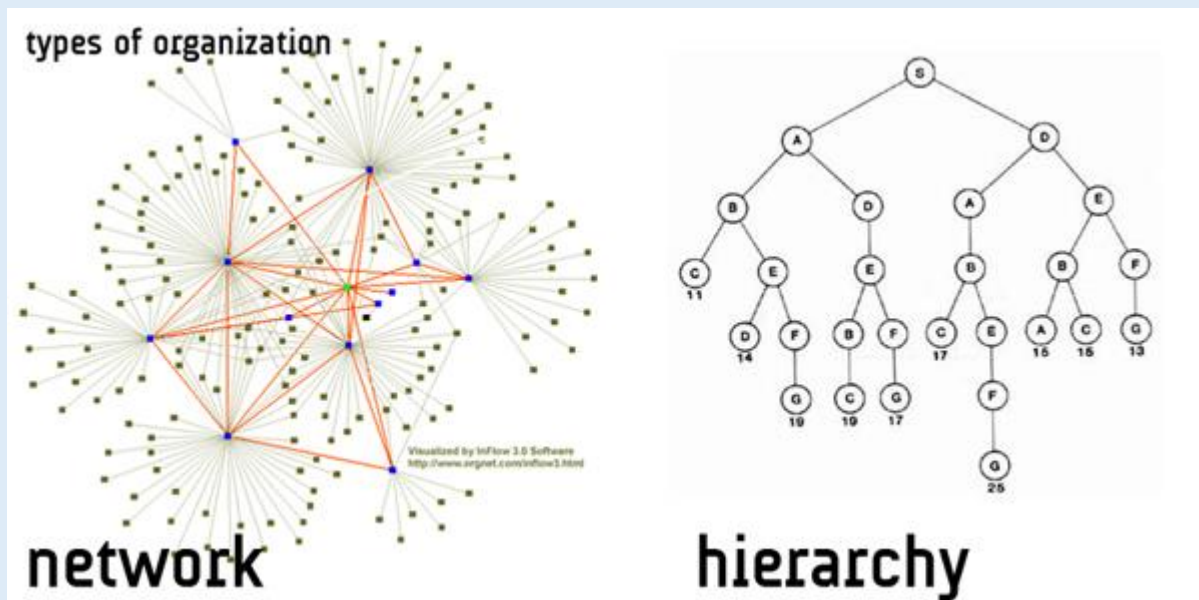 types of organization
Visualized by InFlow 3.0 Software
http://www.orgnet.com/inflow3.html
network
S
A D
B D A E
C E E B B F
11
D F B F C E A C G
14 17 15 15 13
G C G F
19 19 17
G
25
hierarchy